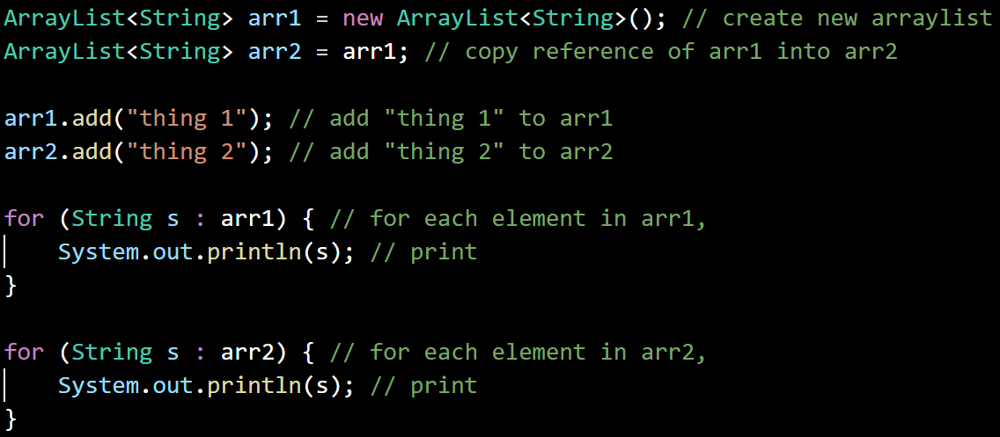 ArrayList<String> arr1 = new ArrayList<String>(); // create new arraylist
ArrayList<String> arr2 = arr1; // copy reference of arr1 into arr2
arr1.add("thing 1"); // add "thing 1" to arr1
arr2.add("thing 2"); // add "thing 2" to arr2
for (String s : arr1) { // for each element in arr1,
    System.out.println(s); // print
}
for (String s : arr2) { // for each element in arr2,
    System.out.println(s); // print
}